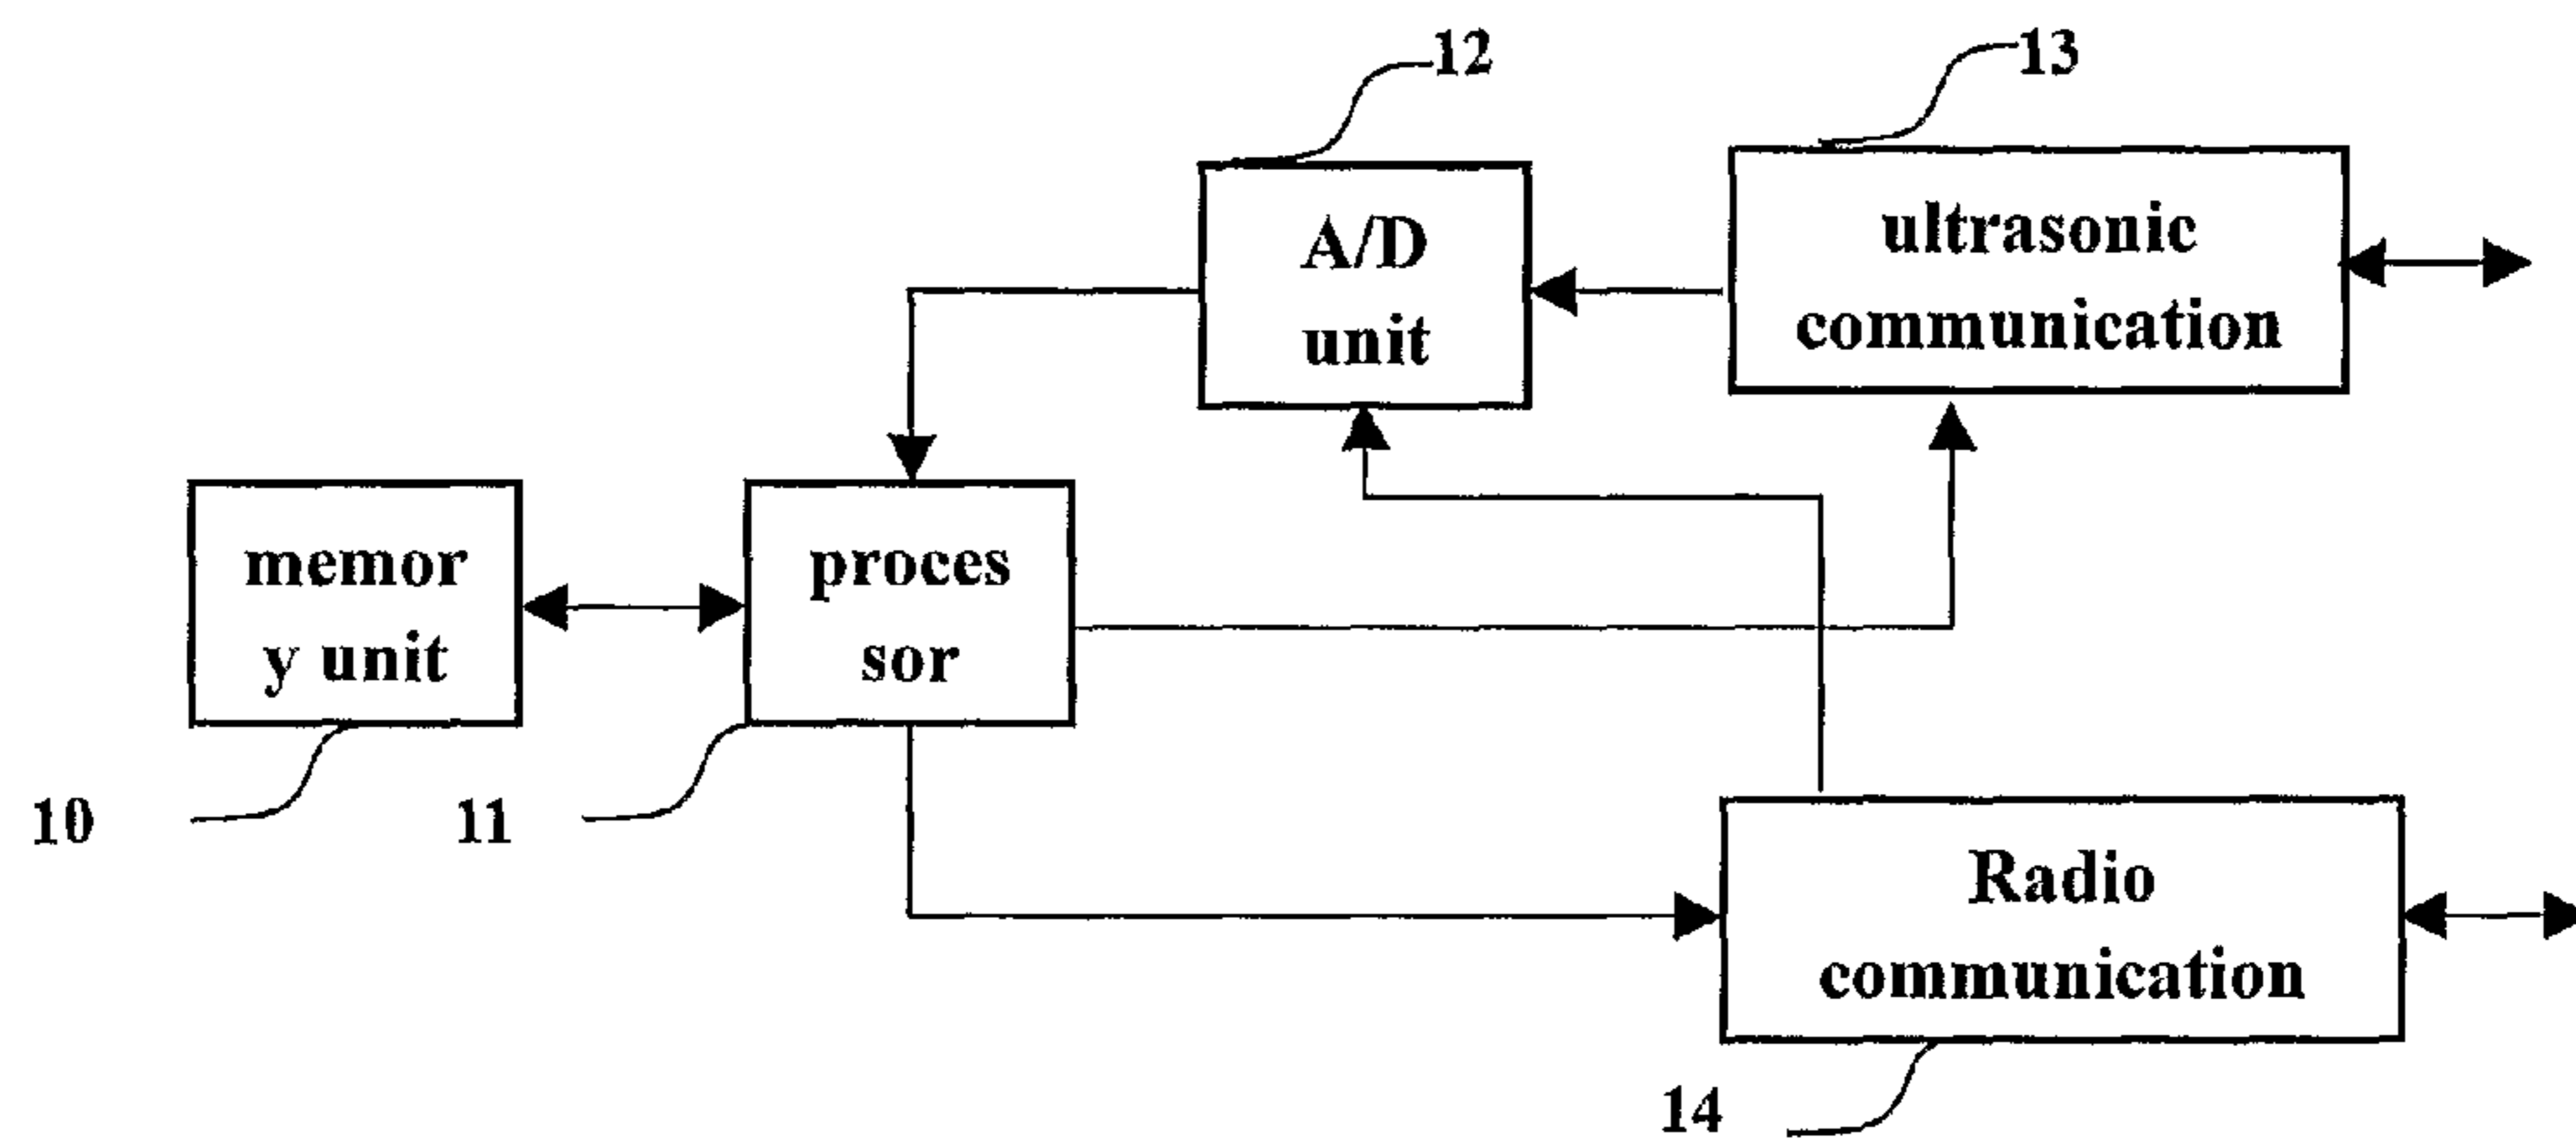 12
13
A/D
unit
ultrasonic
communication
memor
y unit
proces
sor
10
11
Radio
communication
14